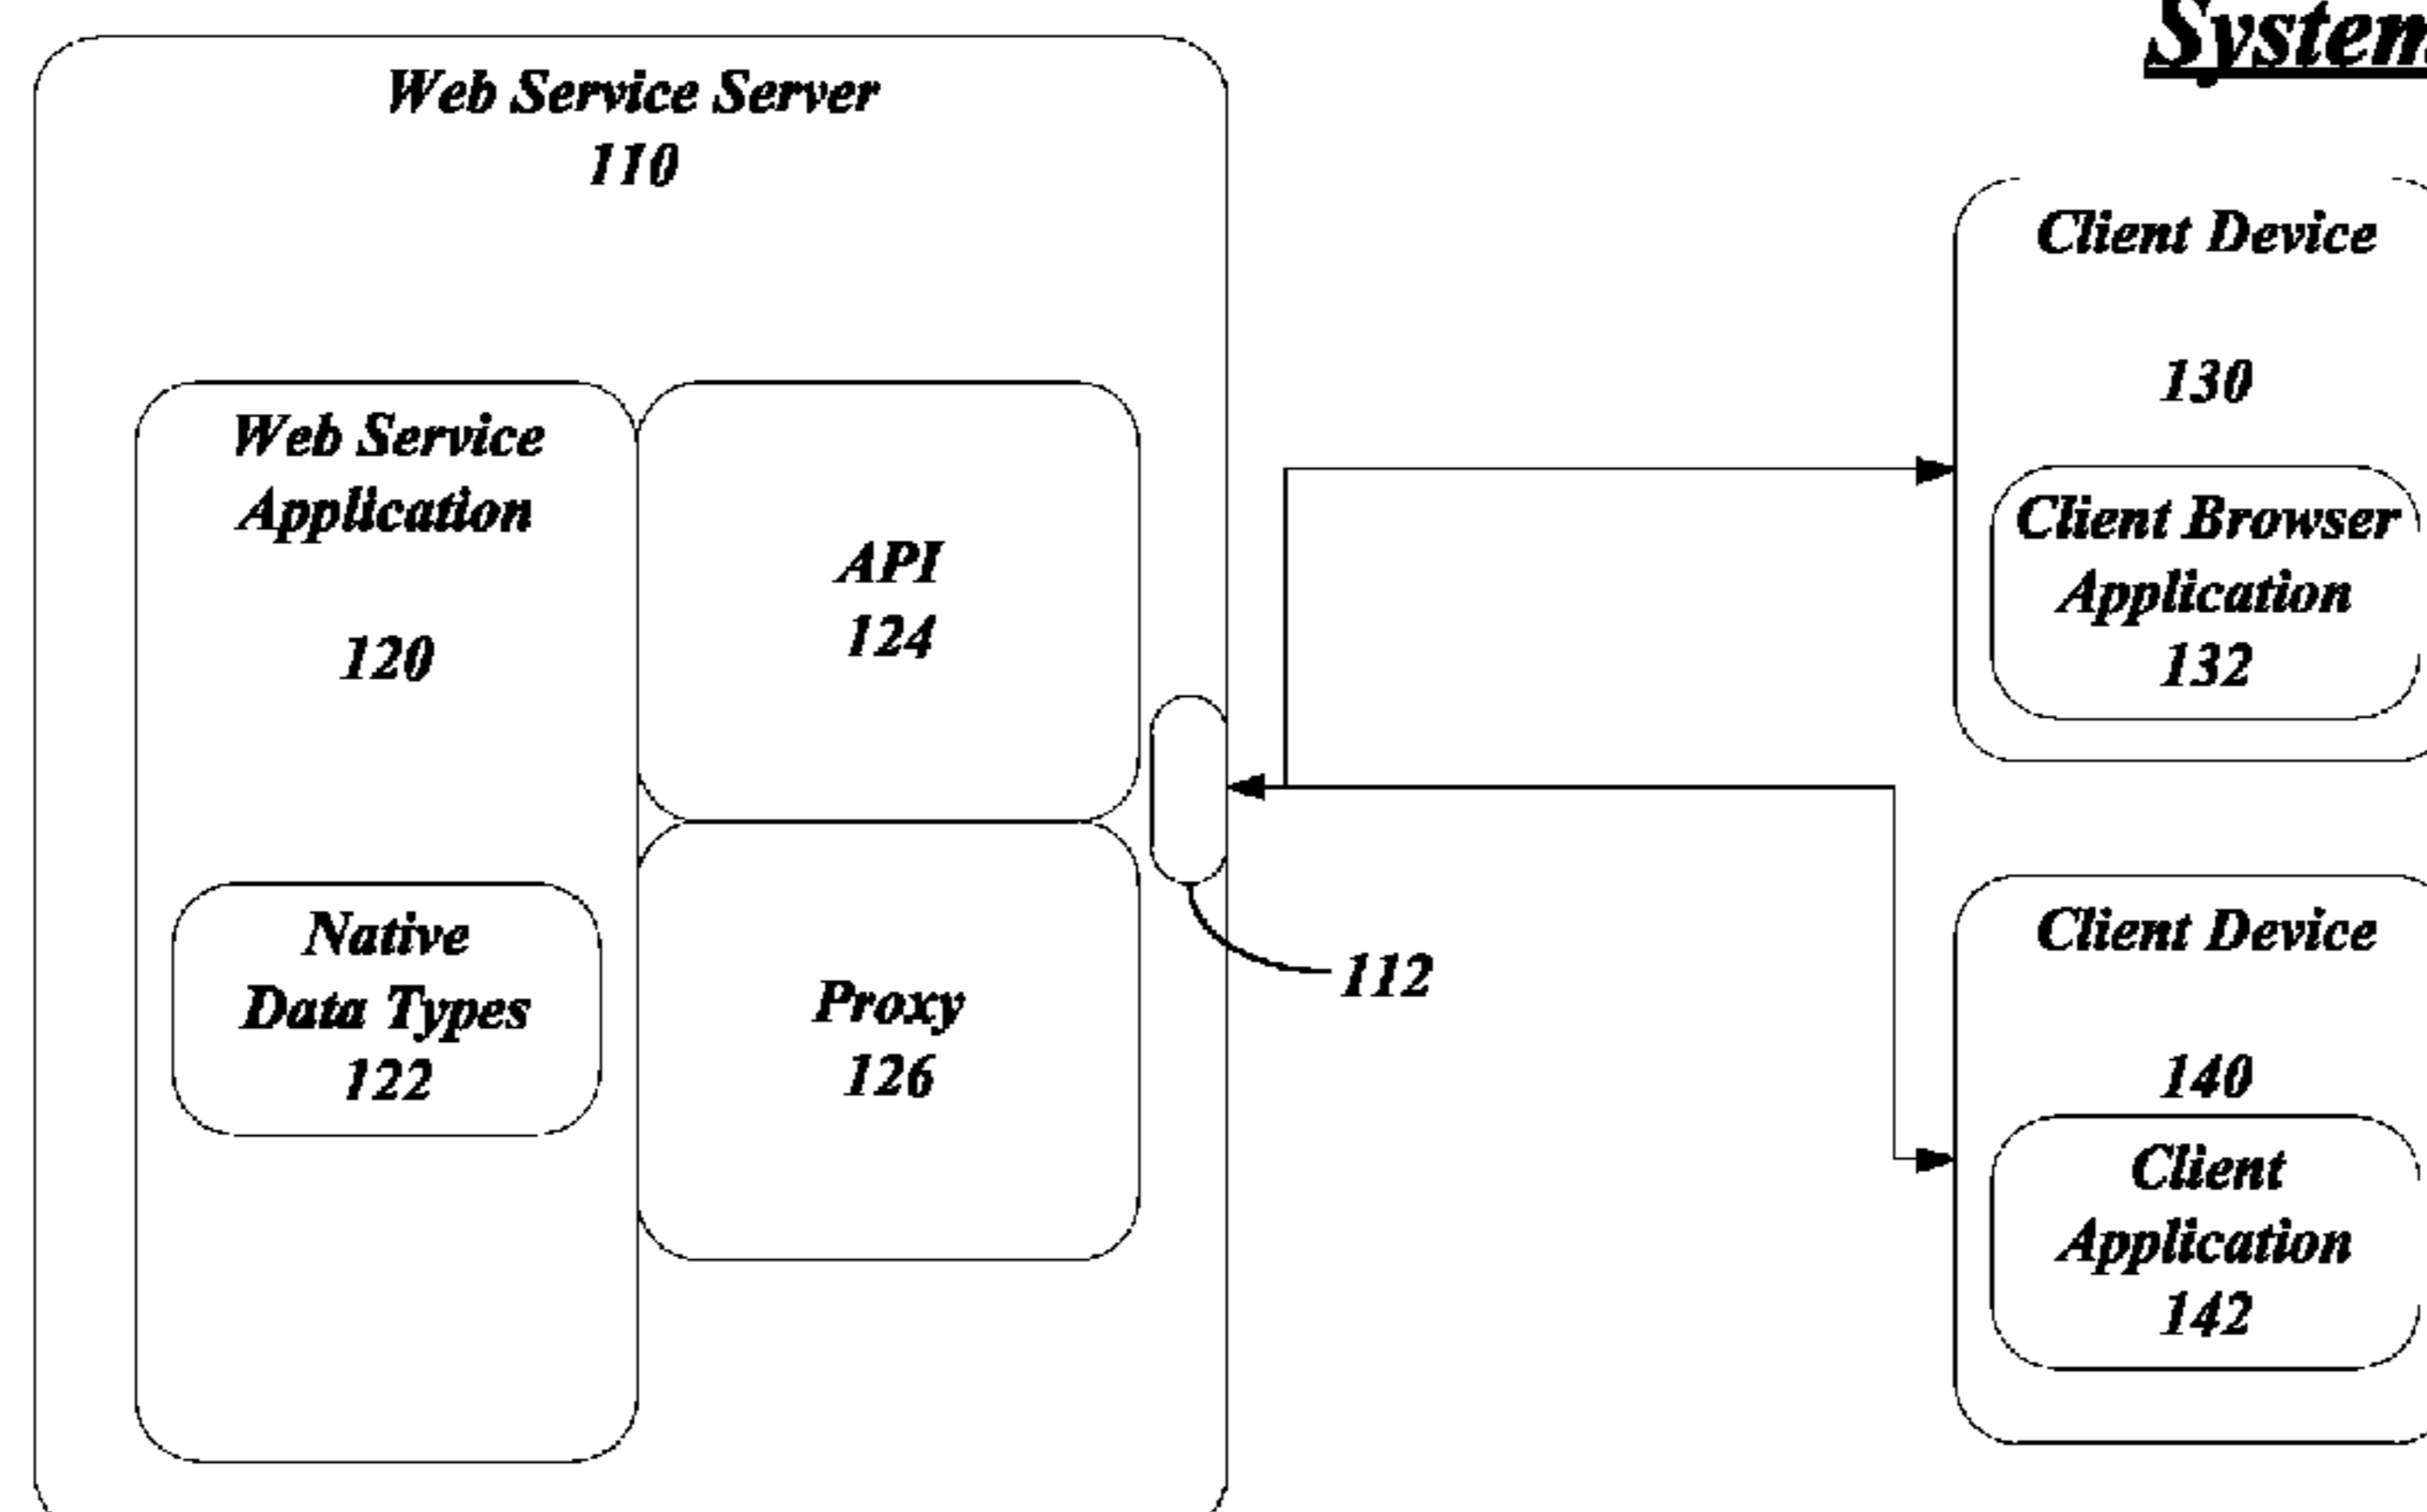 System
Web Service Server
110
Web Service
Application
120
Native
Data Types
122
API
124
Proxy
126
112
Client Device
130
Client Browser
Application
132
Client Device
140
Client
Application
142